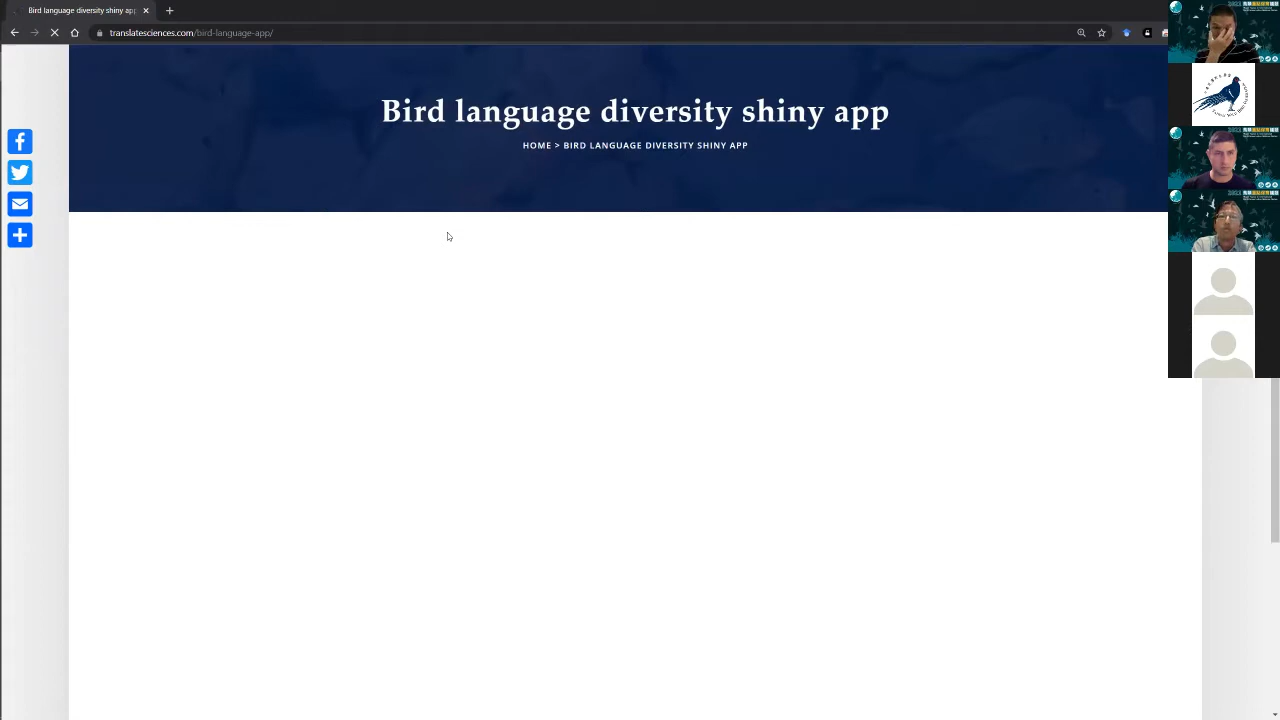 Bird language diversity shiny app
translatesciences.com/bird-language-app/
Bird language diversity shiny app
HOME - BIRD LANGUAGE DIVERSITY SHINY APP